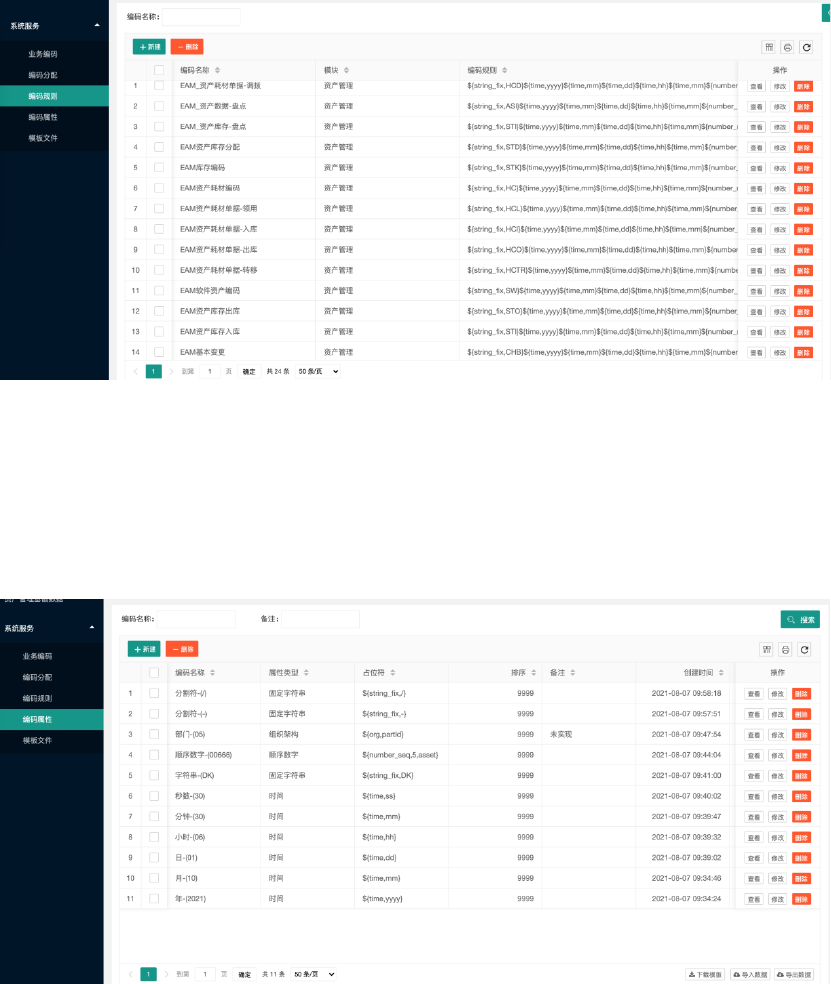 编码名称:
系统服务
业务编码
编码分配
编码规则
编码属性
模板文件
+ 新建 − 删除
编码名称 模块 编码规则 操作
1 EAM_资产耗材单据-调拨 资产管理 ${string_fix,HCD}${time,yyyy}${time,mm}${time,dd}${time,hh}${time,mm}${number 查看 修改 删除
2 EAM_资产数据-盘点 资产管理 ${string_fix,ASI}${time,yyyy}${time,mm}${time,dd}${time,hh}${time,mm}${number_ 查看 修改 删除
3 EAM_资产库存-盘点 资产管理 ${string_fix,STI}${time,yyyy}${time,mm}${time,dd}${time,hh}${time,mm}${number_ 查看 修改 删除
4 EAM资产库存分配 资产管理 ${string_fix,STD}${time,yyyy}${time,mm}${time,dd}${time,hh}${time,mm}${number_ 查看 修改 删除
5 EAM库存编码 资产管理 ${string_fix,STK}${time,yyyy}${time,mm}${time,dd}${time,hh}${time,mm}${number_ 查看 修改 删除
6 EAM资产耗材编码 资产管理 ${string_fix,HC}${time,yyyy}${time,mm}${time,dd}${time,hh}${time,mm}${number_ 查看 修改 删除
7 EAM资产耗材单据-领用 资产管理 ${string_fix,HCL}${time,yyyy}${time,mm}${time,dd}${time,hh}${time,mm}${number_ 查看 修改 删除
8 EAM资产耗材单据-入库 资产管理 ${string_fix,HCI}${time,yyyy}${time,mm}${time,dd}${time,hh}${time,mm}${number_ 查看 修改 删除
9 EAM资产耗材单据-出库 资产管理 ${string_fix,HCO}${time,yyyy}${time,mm}${time,dd}${time,hh}${time,mm}${number 查看 修改 删除
10 EAM资产耗材单据-转移 资产管理 ${string_fix,HCTR}${time,yyyy}${time,mm}${time,dd}${time,hh}${time,mm}${numbe 查看 修改 删除
11 EAM软件资产编码 资产管理 ${string_fix,SW}${time,yyyy}${time,mm}${time,dd}${time,hh}${time,mm}${number_ 查看 修改 删除
12 EAM资产库存出库 资产管理 ${string_fix,STO}${time,yyyy}${time,mm}${time,dd}${time,hh}${time,mm}${number_ 查看 修改 删除
13 EAM资产库存入库 资产管理 ${string_fix,STI}${time,yyyy}${time,mm}${time,dd}${time,hh}${time,mm}${number_ 查看 修改 删除
14 EAM基本变更 资产管理 ${string_fix,CHB}${time,yyyy}${time,mm}${time,dd}${time,hh}${time,mm}${number_ 查看 修改 删除
1 到第 1 页 确定 共 24 条 50 条/页
编码名称: 备注: 搜索
系统服务
业务编码
编码分配
编码规则
编码属性
模板文件
+ 新建 − 删除
编码名称 属性类型 占位符 排序 备注 创建时间 操作
1 分割符-(/) 固定字符串 ${string_fix,/} 9999 2021-08-07 09:58:18 查看 修改 删除
2 分割符-(-) 固定字符串 ${string_fix,-} 9999 2021-08-07 09:57:51 查看 修改 删除
3 部门-(05) 组织架构 ${org,partid} 9999 未实现 2021-08-07 09:47:54 查看 修改 删除
4 顺序数字-(00666) 顺序数字 ${number_seq,5,asset} 9999 2021-08-07 09:44:04 查看 修改 删除
5 字符串-(DK) 固定字符串 ${string_fix,DK} 9999 2021-08-07 09:41:00 查看 修改 删除
6 秒数-(30) 时间 ${time,ss} 9999 2021-08-07 09:40:02 查看 修改 删除
7 分钟-(30) 时间 ${time,mm} 9999 2021-08-07 09:39:47 查看 修改 删除
8 小时-(06) 时间 ${time,hh} 9999 2021-08-07 09:39:32 查看 修改 删除
9 日-(01) 时间 ${time,dd} 9999 2021-08-07 09:39:02 查看 修改 删除
10 月-(10) 时间 ${time,mm} 9999 2021-08-07 09:34:46 查看 修改 删除
11 年-(2021) 时间 ${time,yyyy} 9999 2021-08-07 09:34:24 查看 修改 删除
1 到第 1 页 确定 共 11 条 50 条/页 下载模版 导入数据 导出数据